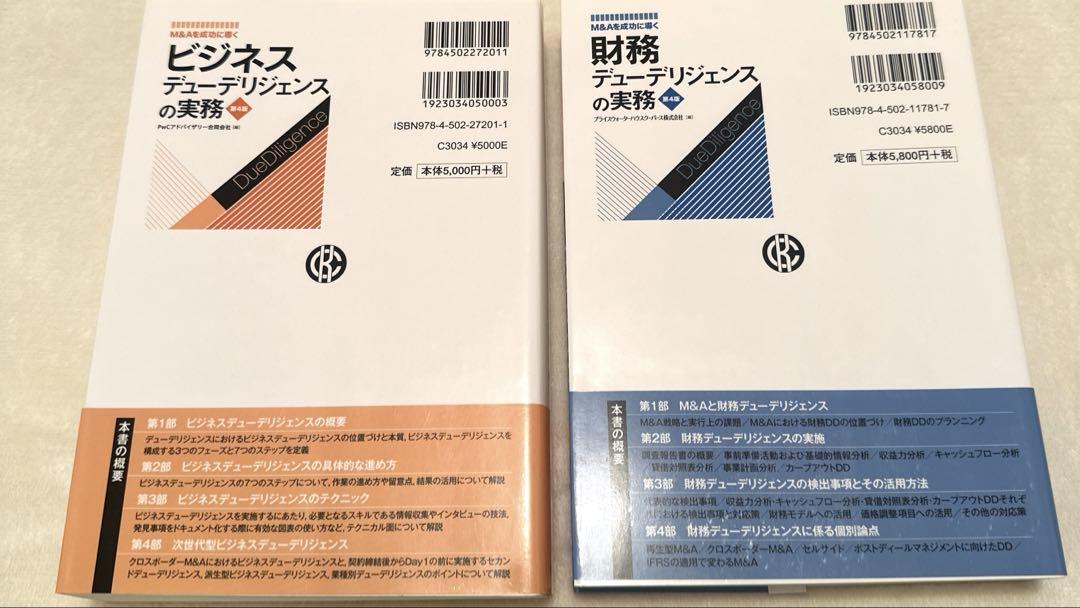 M&Aを成功に導く
ビジネス
デューデリジェンス
の実務 第4版
PwCアドバイザリー合同会社[編]
DueDiligence
9784502272011
1923034050003
ISBN978-4-502-27201-1
C3034 ¥5000E
定価 本体5,000円+税
本書の概要
第1部 ビジネスデューデリジェンスの概要
デューデリジェンスにおけるビジネスデューデリジェンスの位置づけと本質、ビジネスデューデリジェンスを
構成する3つのフェーズと7つのステップを定義
第2部 ビジネスデューデリジェンスの具体的な進め方
ビジネスデューデリジェンスの7つのステップについて、作業の進め方や留意点、結果の活用について解説
第3部 ビジネスデューデリジェンスのテクニック
ビジネスデューデリジェンスを実施するにあたり、必要となるスキルである情報収集やインタビューの技法、
発見事項をドキュメント化する際に有効な図表の使い方など、テクニカル面について解説
第4部 次世代型ビジネスデューデリジェンス
クロスボーダーM&Aにおけるビジネスデューデリジェンスと、契約締結後からDay1の前に実施するセカン
ドデューデリジェンス、派生型ビジネスデューデリジェンス、業種別デューデリジェンスのポイントについて解説
M&Aを成功に導く
財務
デューデリジェンス
の実務 第4版
プライスウォーターハウスクーパース株式会社[編]
DueDiligence
9784502117817
1923034058009
ISBN978-4-502-11781-7
C3034 ¥5800E
定価 本体5,800円+税
本書の概要
第1部 M&Aと財務デューデリジェンス
M&A戦略と実行上の課題/M&Aにおける財務DDの位置づけ/財務DDのプランニング
第2部 財務デューデリジェンスの実施
調査報告書の概要/事前準備活動および基礎的情報分析/収益力分析/キャッシュフロー分析
/貸借対照表分析/事業計画分析/カーブアウトDD
第3部 財務デューデリジェンスの検出事項とその活用方法
代表的な検出事項/収益力分析・キャッシュフロー分析・貸借対照表分析・カーブアウトDDそれぞ
れにおける検出事項と対応策/財務モデルへの活用/価格調整項目への活用/その他の対応策
第4部 財務デューデリジェンスに係る個別論点
再生型M&A/クロスボーダーM&A/セルサイド/ポストディールマネジメントに向けたDD/
IFRSの適用で変わるM&A